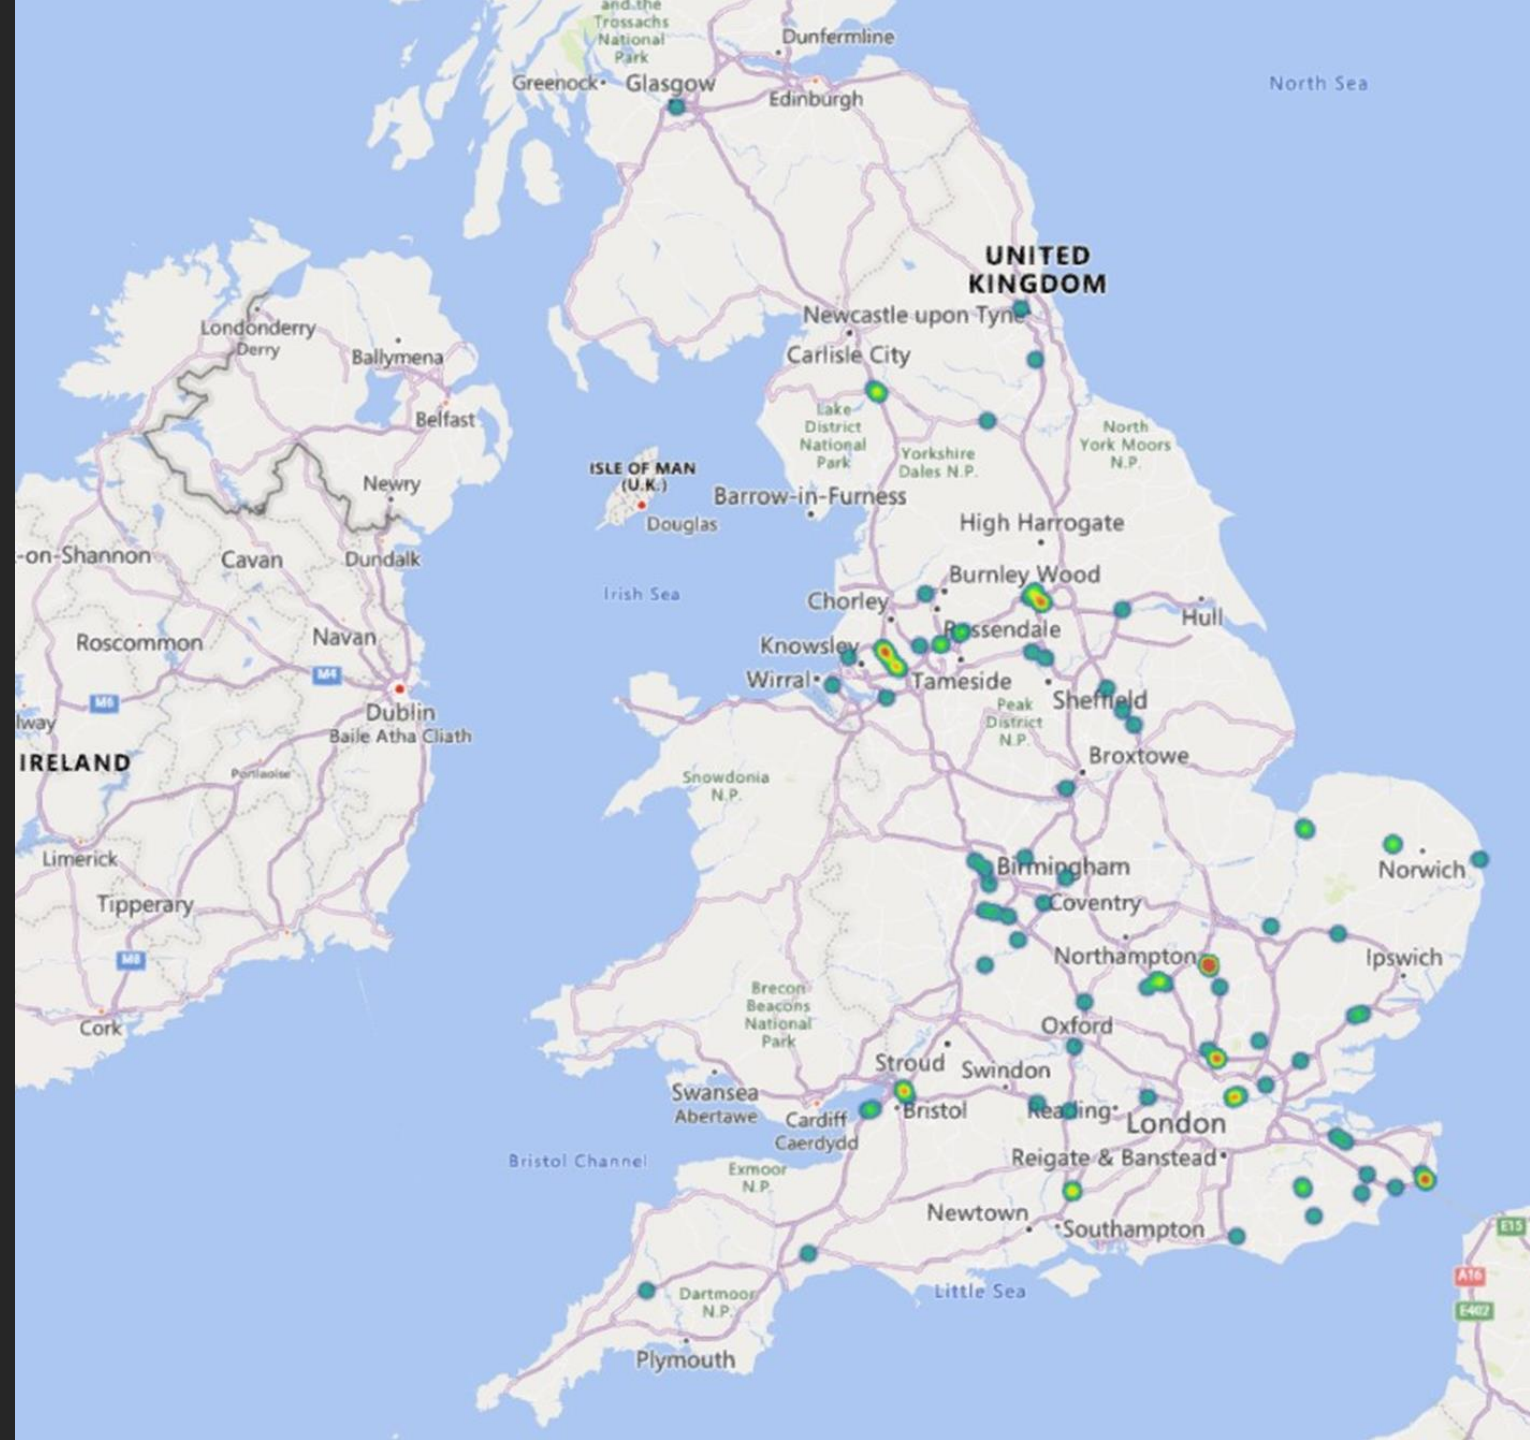 and the
Trossachs
National
Park
Dunfermline
Greenock
Glasgow
Edinburgh
North Sea
UNITED
KINGDOM
Newcastle upon Tyne
Londonderry
Derry
Ballymena
Carlisle City
Belfast
Lake
District
National
Park
Yorkshire
Dales N.P.
North
York Moors
N.P.
ISLE OF MAN
(U.K.)
Douglas
Newry
Barrow-in-Furness
High Harrogate
-on-Shannon
Cavan
Dundalk
Irish Sea
Burnley Wood
Chorley
Hull
Roscommon
Navan
Knowsley
Rossendale
M4
Wirral
Tameside
M6
Sheffield
Peak
District
N.P.
lway
Dublin
Baile Atha Cliath
IRELAND
Portlaoise
Snowdonia
N.P.
Broxtowe
Limerick
Birmingham
Norwich
Tipperary
Coventry
M8
Northampton
Ipswich
Brecon
Beacons
National
Park
Cork
Oxford
Stroud
Swindon
Swansea
Abertawe
Cardiff
Caerdydd
Bristol
Reading
London
Bristol Channel
Exmoor
N.P.
Reigate & Banstead
Newtown
Southampton
E15
Dartmoor
N.P.
Little Sea
A16
E402
Plymouth